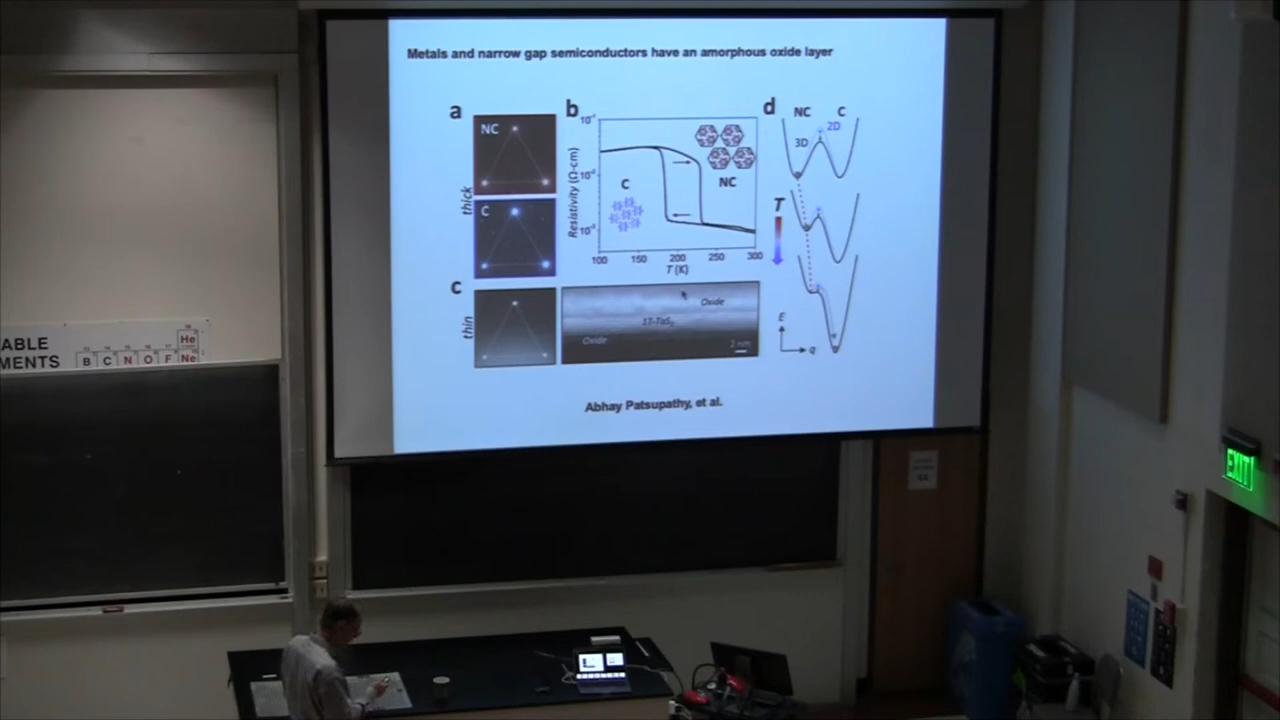 Metals and narrow gap semiconductors have an amorphous oxide layer
a
NC
C
thick
b
Resistivity (Ω-cm)
C
NC
100 150 200 250 300
T (K)
c
thin
Oxide
1T-TaS2
Oxide
2 nm
d
NC C
2D
3D
T
E
q
Abhay Patsupathy, et al.
ABLE
MENTS
He
B C N O F Ne
EXIT